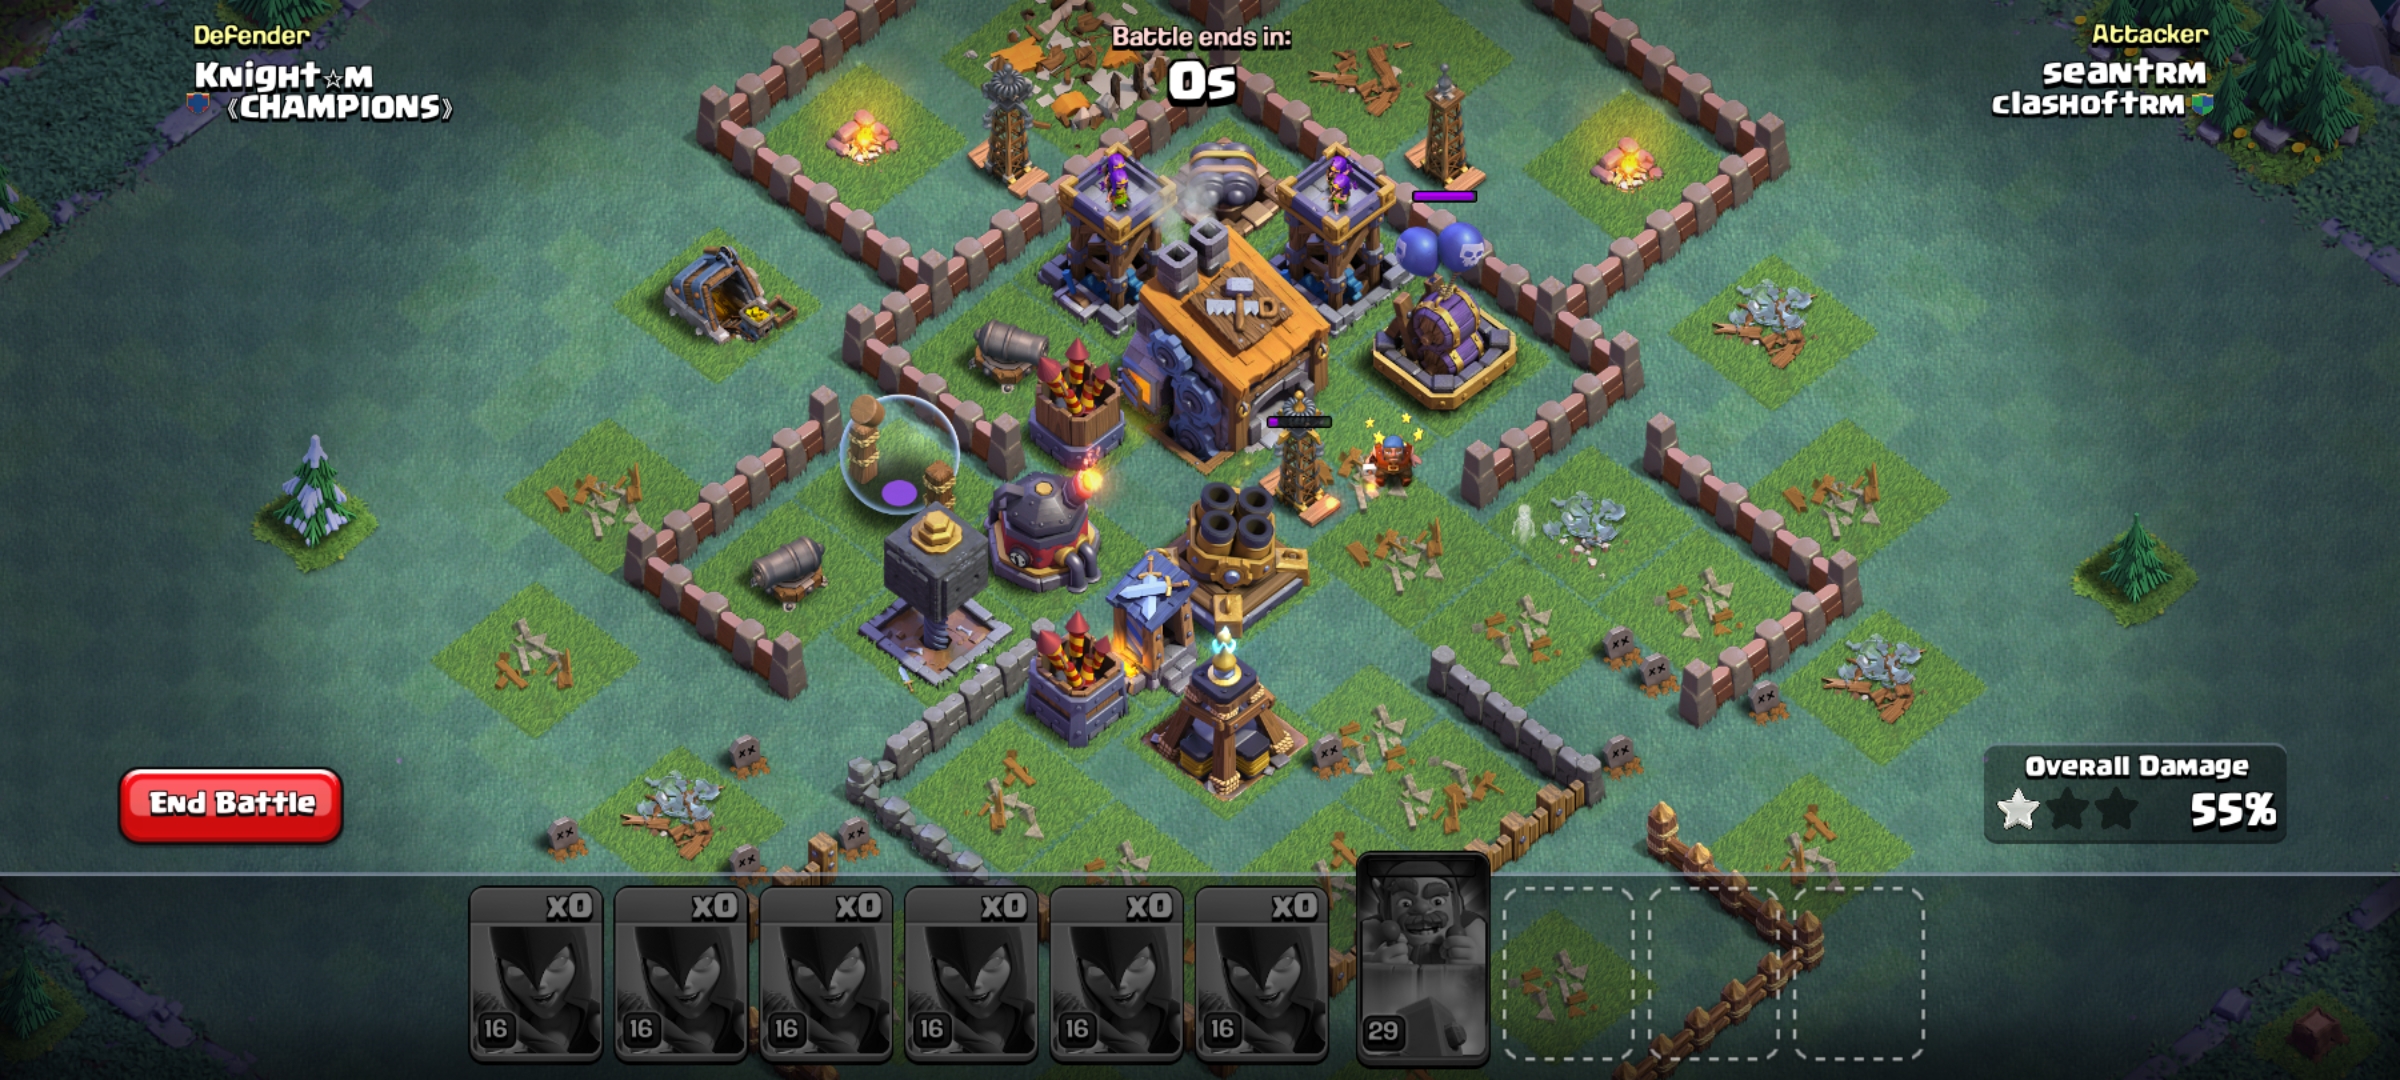 Defender
Knight☆M
《CHAMPIONS》
Battle ends in:
0s
Attacker
seantRM
clashoftRM
End Battle
Overall Damage
55%
x0
x0
x0
x0
x0
x0
16
16
16
16
16
16
29